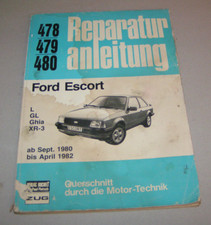 478
479
480
Reparatur
anleitung
Ford Escort
L
GL
Ghia
XR-3
ab Sept. 1980
bis April 1982
Querschnitt
durch die Motor-Technik
ZUG